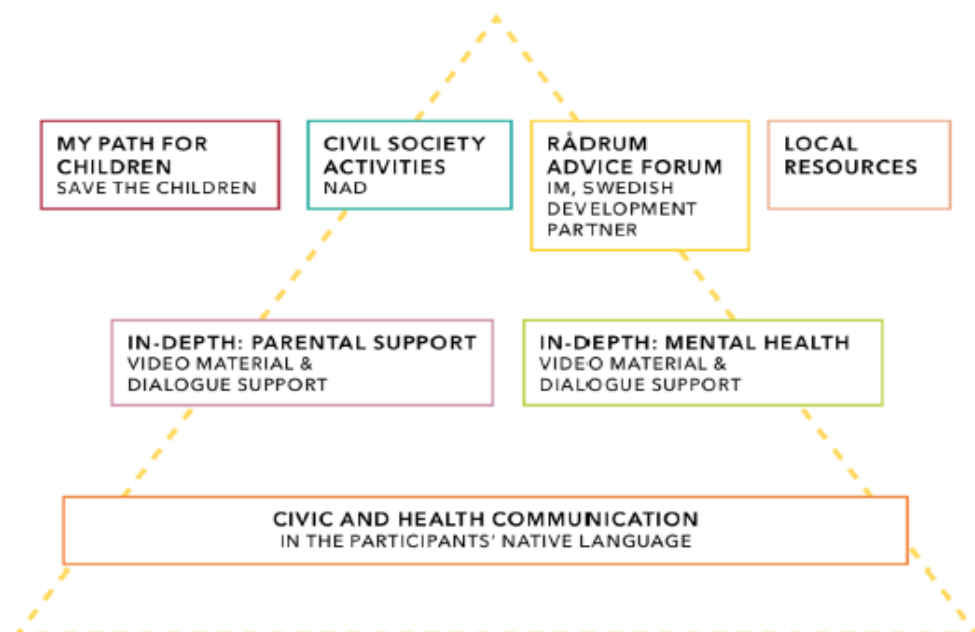 MY PATH FOR
CHILDREN
SAVE THE CHILDREN
CIVIL SOCIETY
ACTIVITIES
NAD
RÅDRUM
ADVICE FORUM
IM, SWEDISH
DEVELOPMENT
PARTNER
LOCAL
RESOURCES
IN-DEPTH: PARENTAL SUPPORT
VIDEO MATERIAL &
DIALOGUE SUPPORT
IN-DEPTH: MENTAL HEALTH
VIDEO MATERIAL &
DIALOGUE SUPPORT
CIVIC AND HEALTH COMMUNICATION
IN THE PARTICIPANTS' NATIVE LANGUAGE